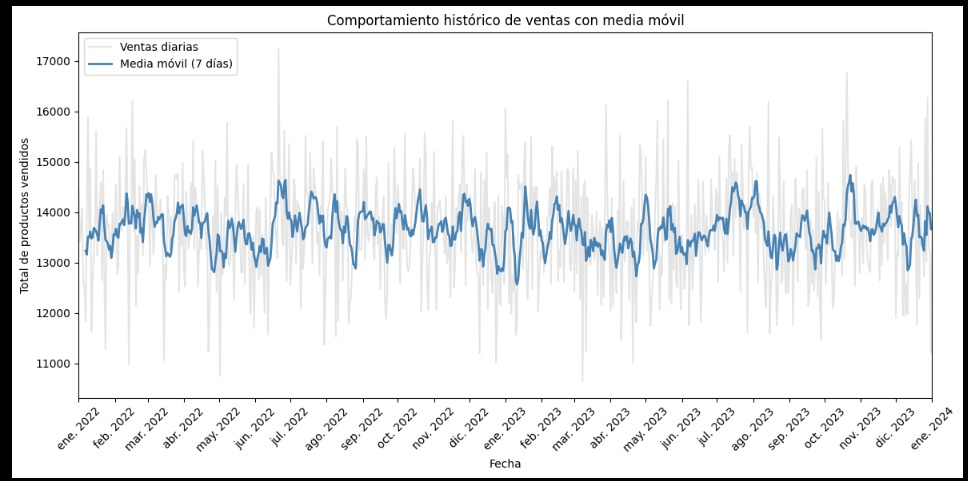 Comportamiento histórico de ventas con media móvil
Ventas diarias
Media móvil (7 días)
Total de productos vendidos
17000
16000
15000
14000
13000
12000
11000
ene. 2022
feb. 2022
mar. 2022
abr. 2022
may. 2022
jun. 2022
jul. 2022
ago. 2022
sep. 2022
oct. 2022
nov. 2022
dic. 2022
ene. 2023
feb. 2023
mar. 2023
abr. 2023
may. 2023
jun. 2023
jul. 2023
ago. 2023
sep. 2023
oct. 2023
nov. 2023
dic. 2023
ene. 2024
Fecha